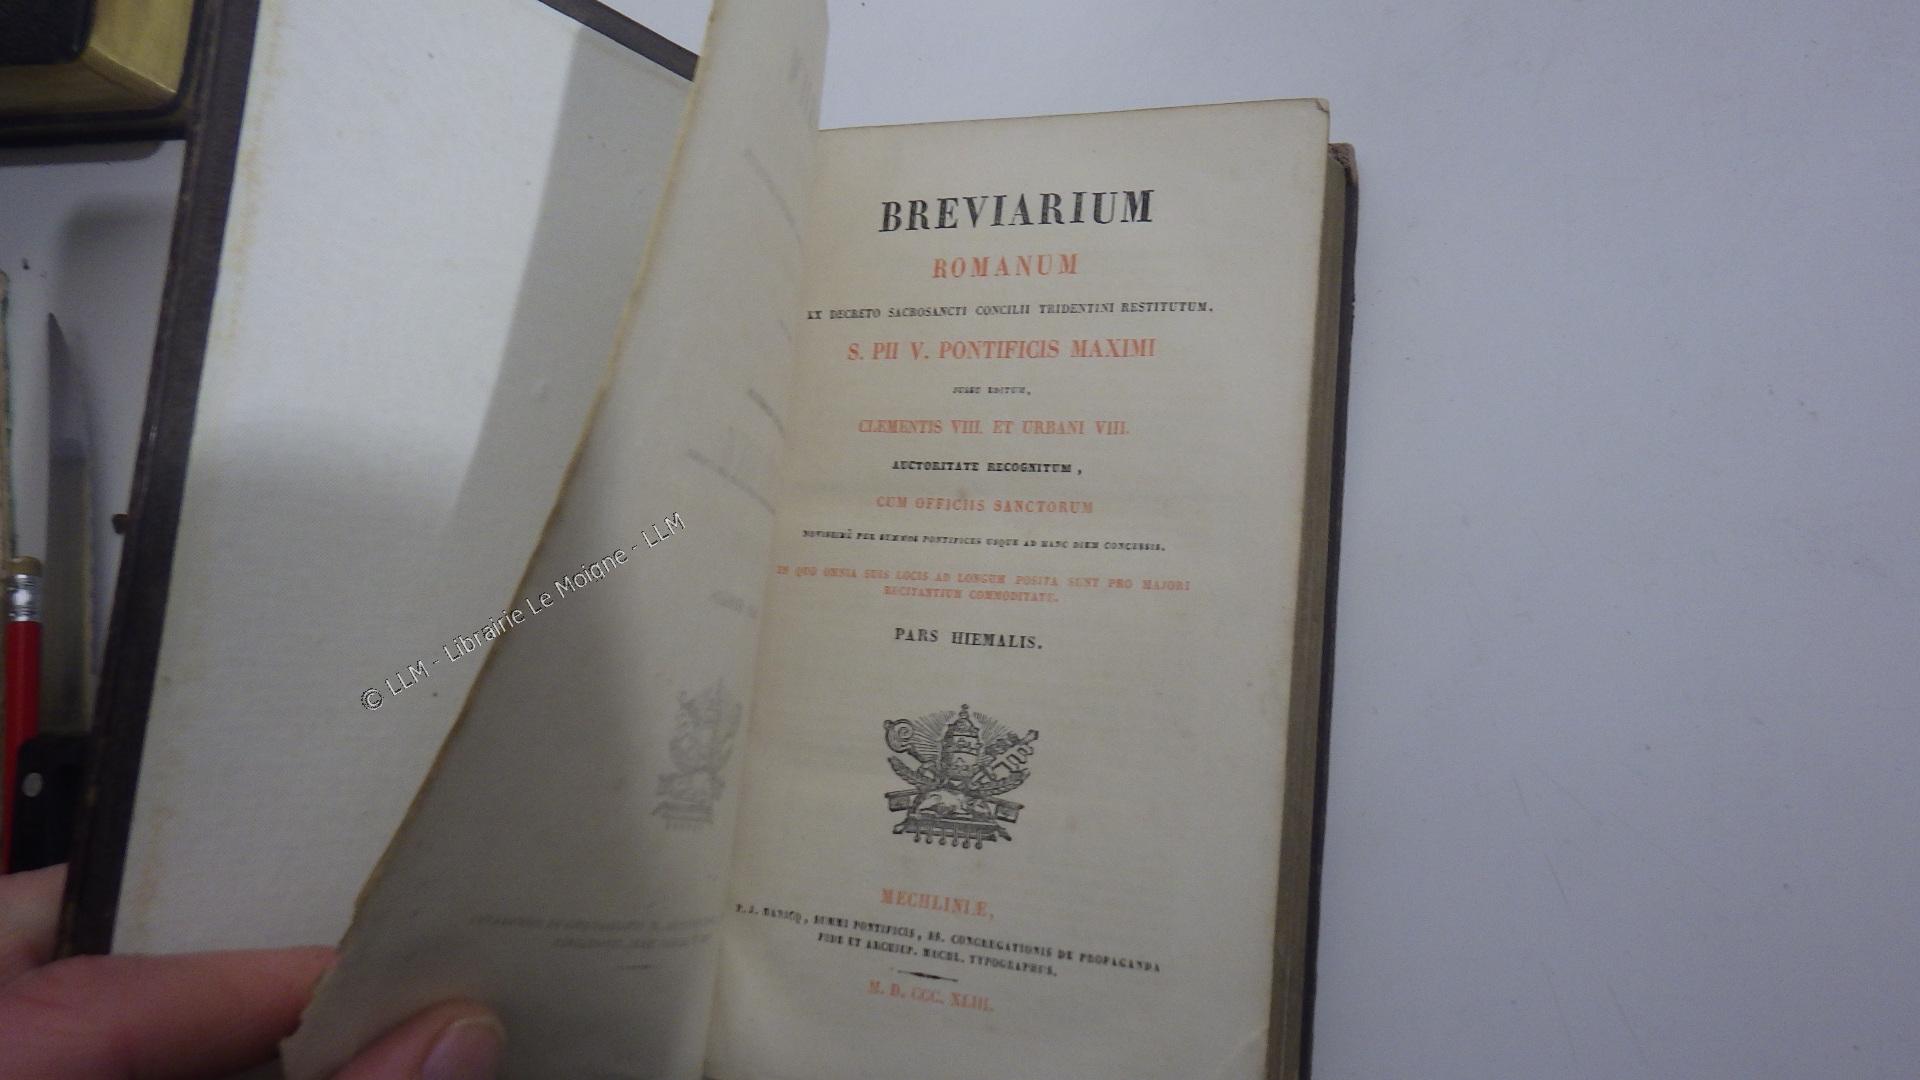 BREVIARIUM
ROMANUM
EX DECRETO SACROSANCTI CONCILII TRIDENTINI RESTITUTUM,
S. PII V. PONTIFICIS MAXIMI
JUSSU EDITUM,
CLEMENTIS VIII. ET URBANI VIII.
AUCTORITATE RECOGNITUM,
CUM OFFICIIS SANCTORUM
NOVISSIMÈ PER SUMMOS PONTIFICES USQUE AD HANC DIEM CONCESSIS,
IN QUO OMNIA SUIS LOCIS AD LONGUM POSITA SUNT PRO MAJORI
RECITANTIUM COMMODITATE.
PARS HIEMALIS.
MECHLINIÆ,
P. J. HANICQ, SUMMI PONTIFICIS, SS. CONGREGATIONIS DE PROPAGANDA
FIDE ET ARCHIEP. MECHL. TYPOGRAPHUS.
M. D. CCC. XLIII.
© LLM - Librairie Le Moigne - LLM